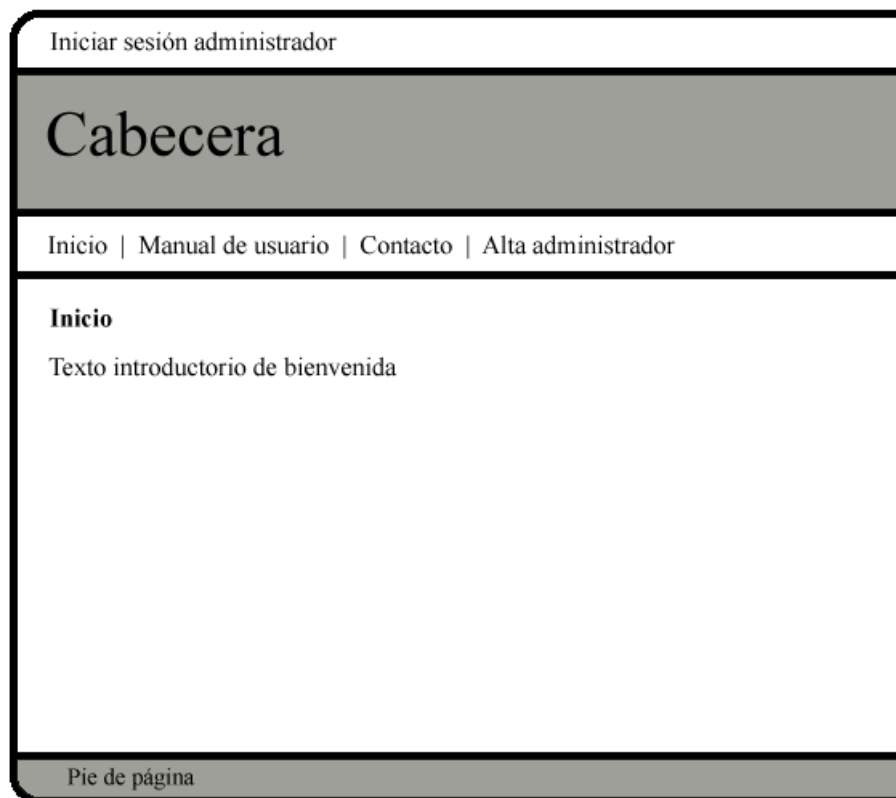 Iniciar sesión administrador
Cabecera
Inicio | Manual de usuario | Contacto | Alta administrador
Inicio
Texto introductorio de bienvenida
Pie de página